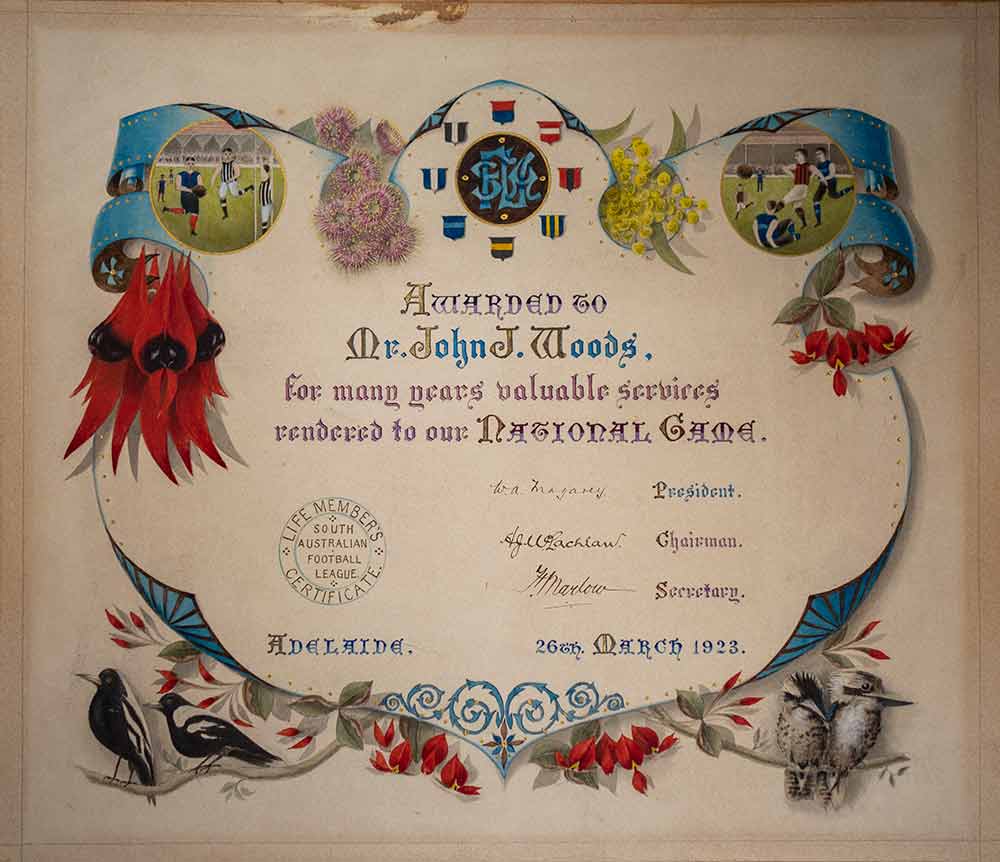 Awarded to
Mr. John J. Woods,
for many years valuable services
rendered to our National Game.
W.A. Magarey President.
Chairman.
Marlow Secretary.
LIFE MEMBER'S
SOUTH
AUSTRALIAN
FOOTBALL
LEAGUE
CERTIFICATE.
Adelaide. 26th. March 1923.